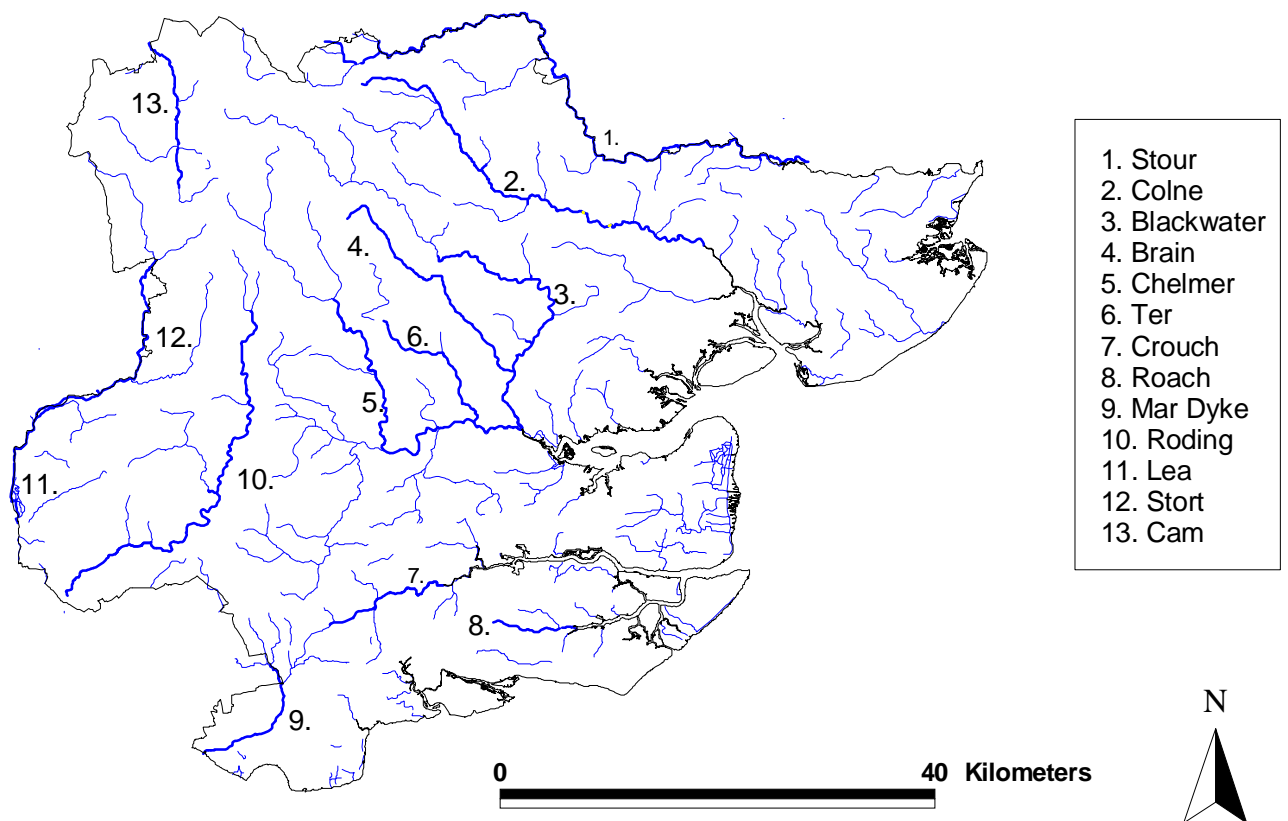 13.
1.
2.
4.
3.
12.
6.
5.
11.
10.
7.
8.
9.
1. Stour
2. Colne
3. Blackwater
4. Brain
5. Chelmer
6. Ter
7. Crouch
8. Roach
9. Mar Dyke
10. Roding
11. Lea
12. Stort
13. Cam
N
0 40 Kilometers